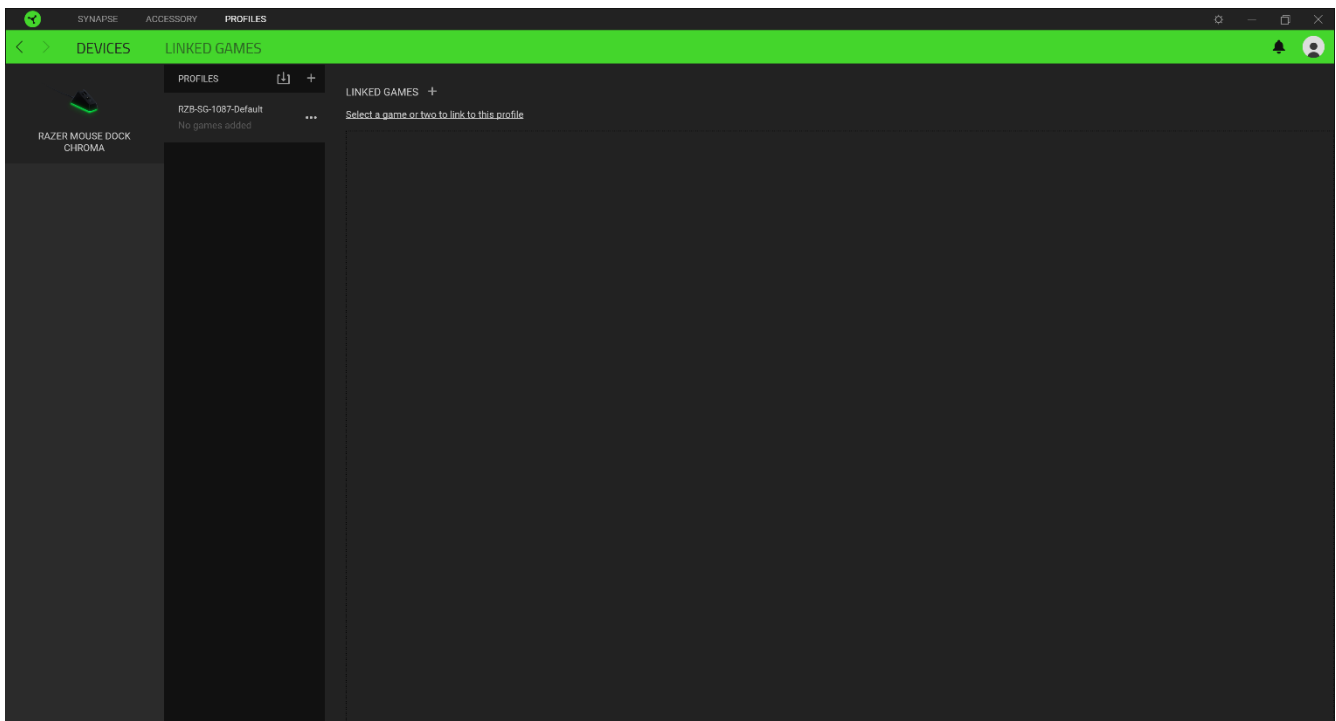 SYNAPSE ACCESSORY PROFILES
DEVICES LINKED GAMES
RAZER MOUSE DOCK
CHROMA
PROFILES
RZB-SG-1087-Default
No games added
LINKED GAMES
Select a game or two to link to this profile